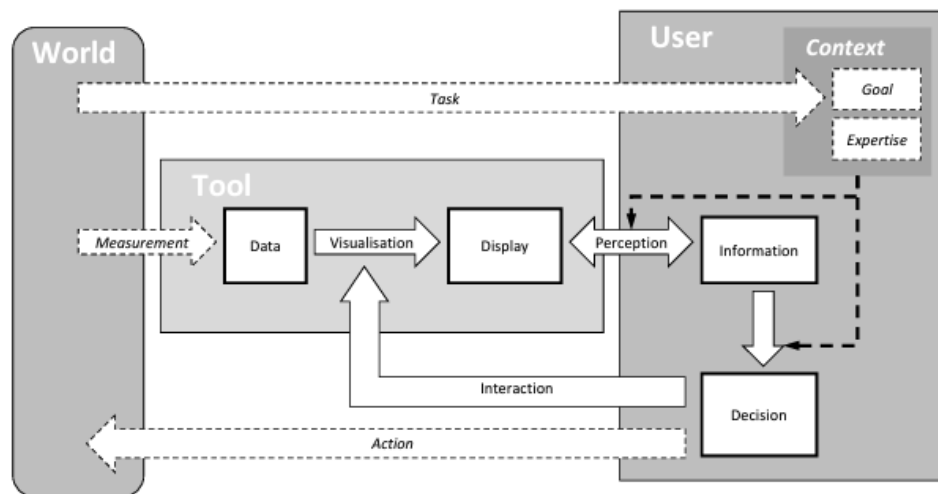 World
User
Context
Task
Goal
Expertise
Tool
Measurement
Data
Visualisation
Display
Perception
Information
Interaction
Decision
Action